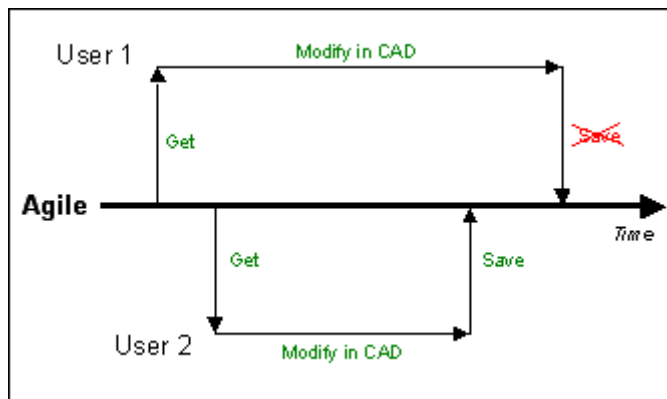 User 1
Modify in CAD
Get
Save
Agile
Time
Get
Save
User 2
Modify in CAD